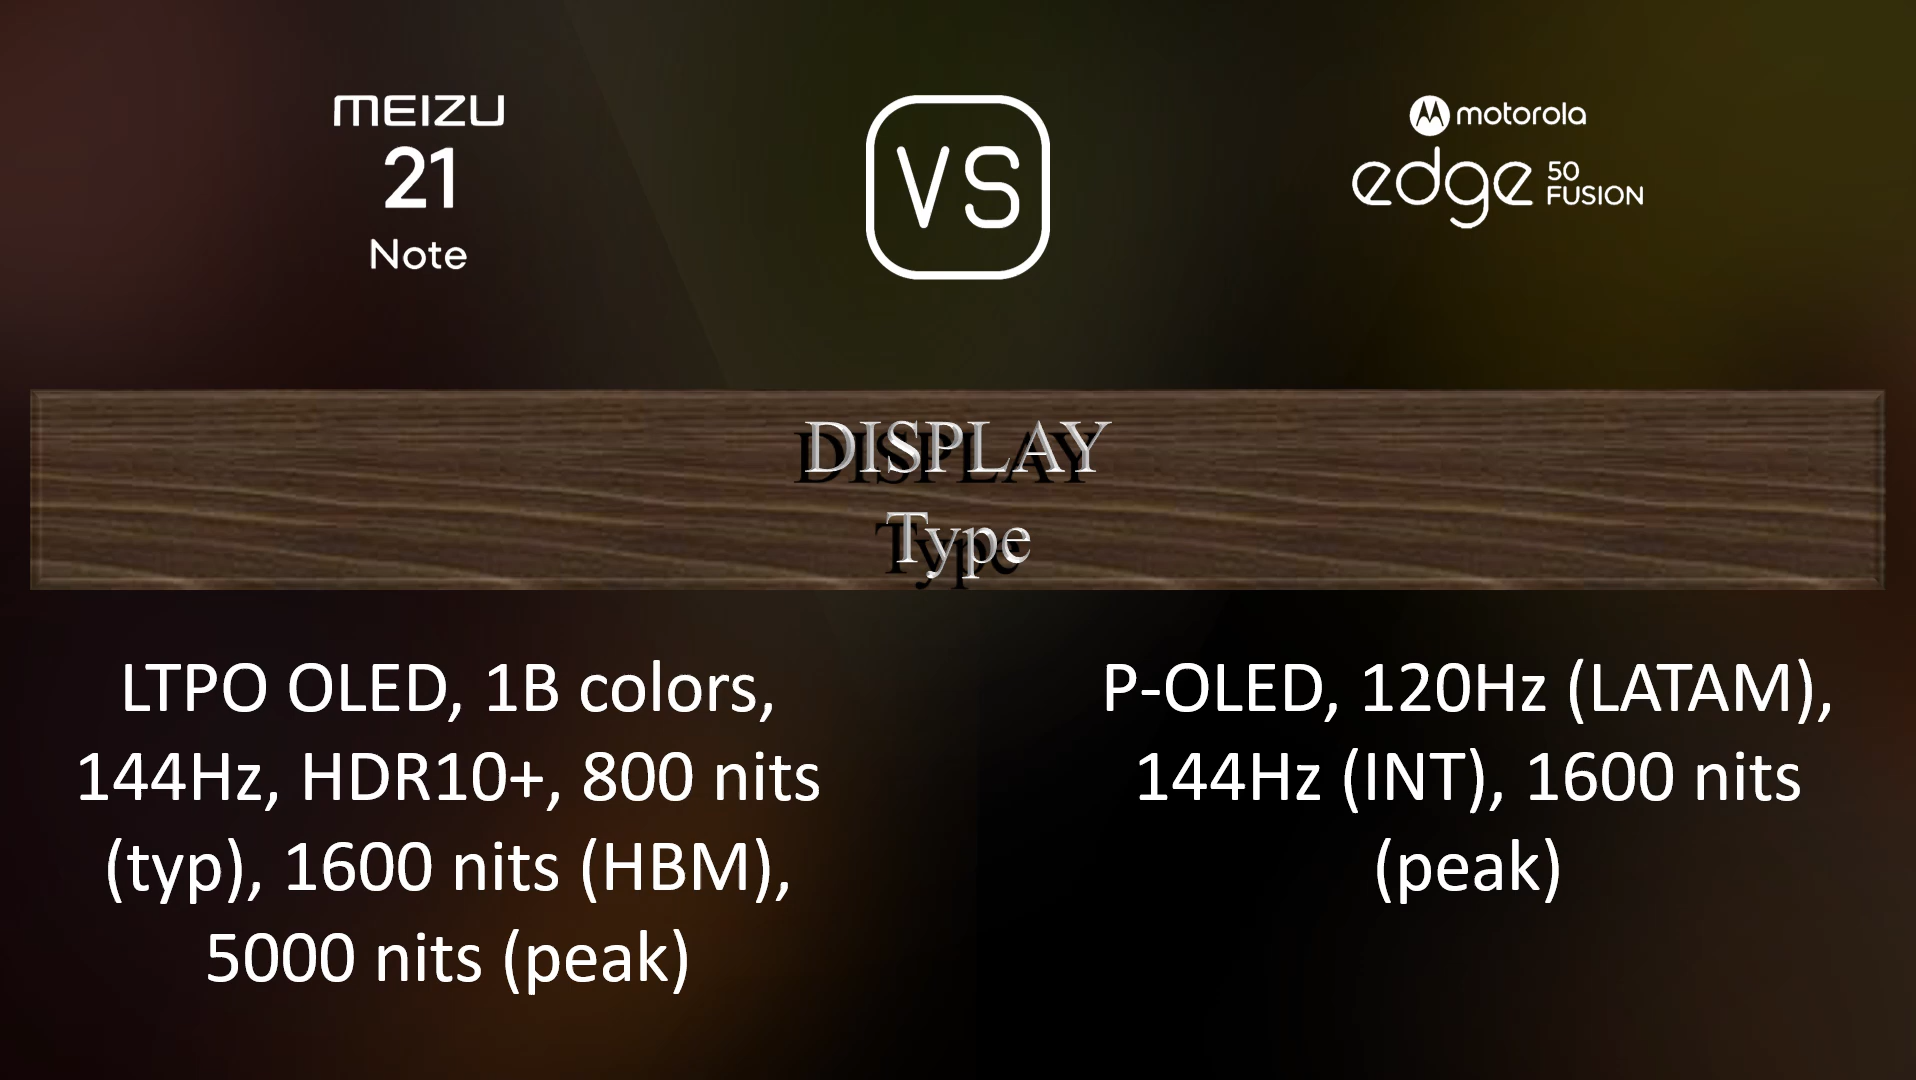 MEIZU
21
Note
VS
motorola
edge 50 FUSION
DISPLAY
Type
LTPO OLED, 1B colors,
144Hz, HDR10+, 800 nits
(typ), 1600 nits (HBM),
5000 nits (peak)
P-OLED, 120Hz (LATAM),
144Hz (INT), 1600 nits
(peak)